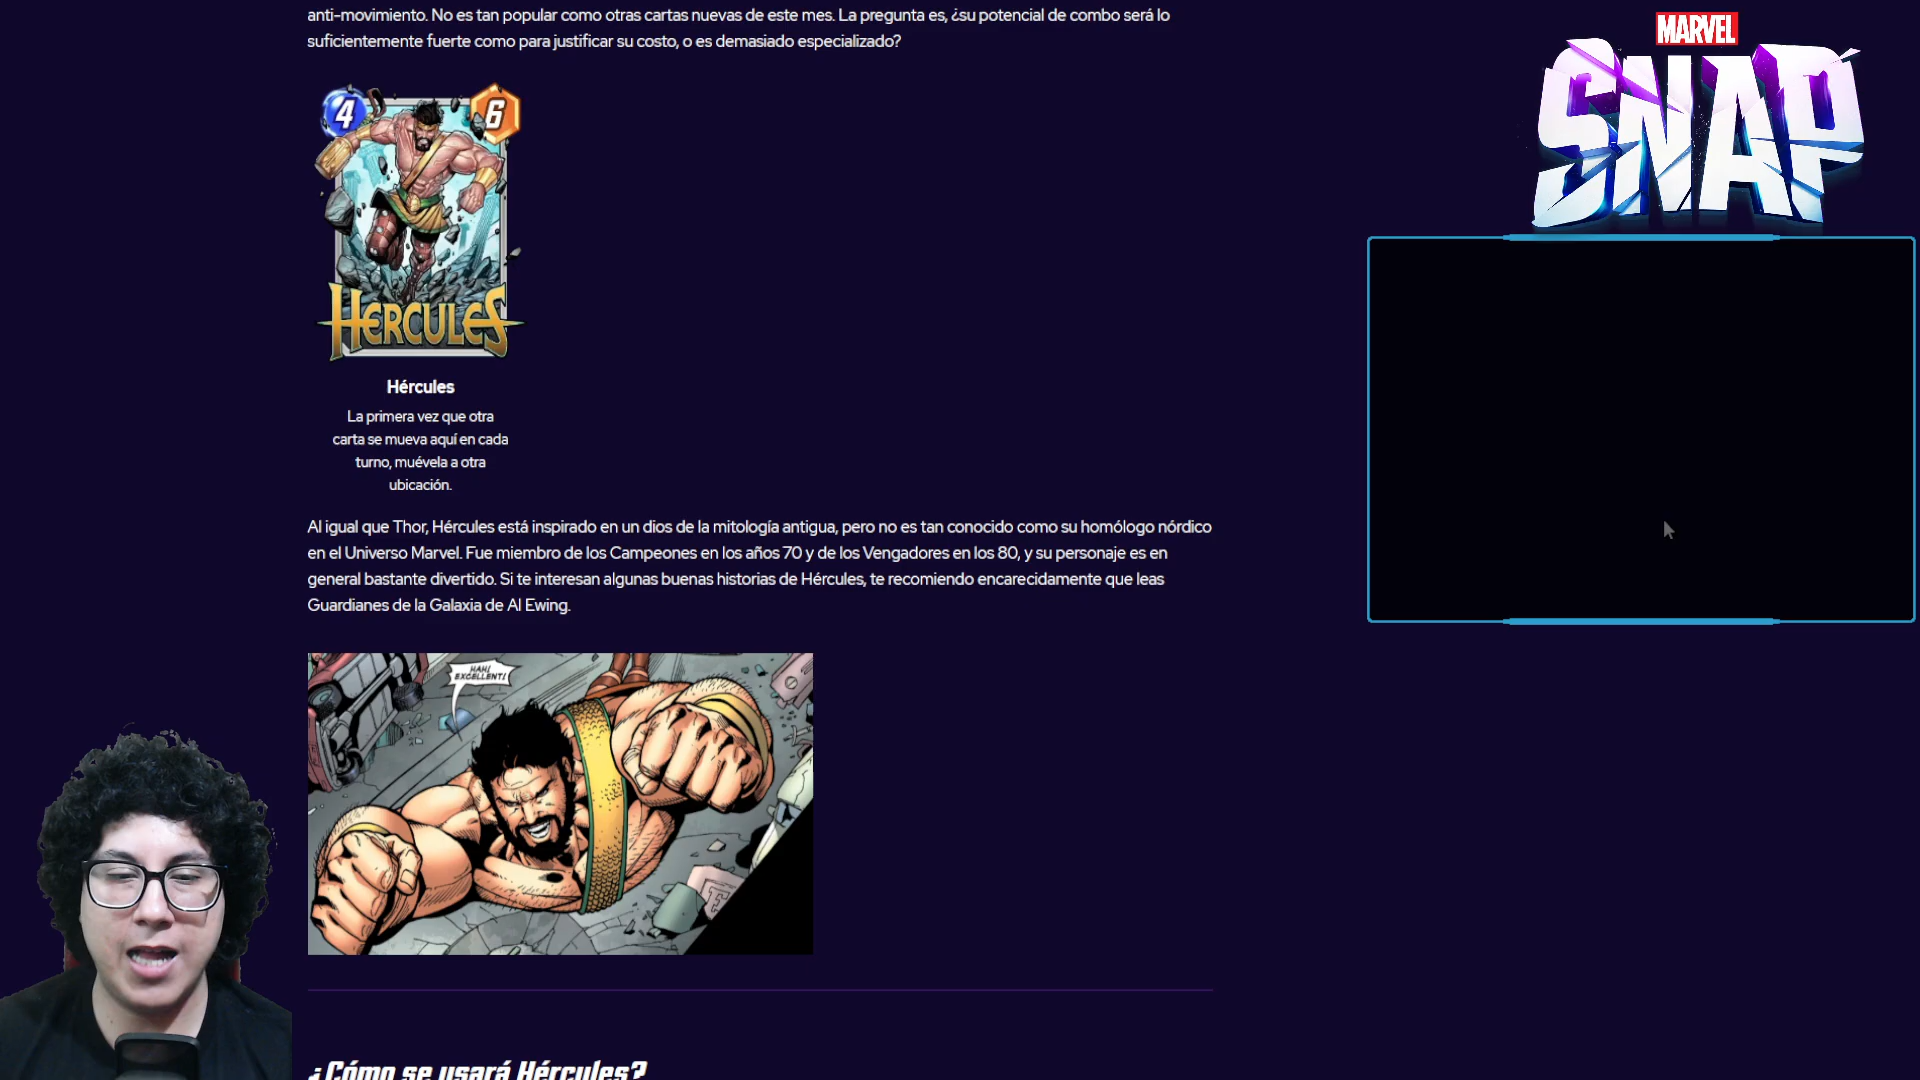 anti-movimiento. No es tan popular como otras cartas nuevas de este mes. La pregunta es, ¿su potencial de combo será lo
suficientemente fuerte como para justificar su costo, o es demasiado especializado?
MARVEL
SNAP
4
6
HERCULES
Hércules
La primera vez que otra
carta se mueva aquí en cada
turno, muévela a otra
ubicación.
Al igual que Thor, Hércules está inspirado en un dios de la mitología antigua, pero no es tan conocido como su homólogo nórdico
en el Universo Marvel. Fue miembro de los Campeones en los años 70 y de los Vengadores en los 80, y su personaje es en
general bastante divertido. Si te interesan algunas buenas historias de Hércules, te recomiendo encarecidamente que leas
Guardianes de la Galaxia de Al Ewing.
HAH!
EXCELLENT!
¿Cómo se usará Hércules?